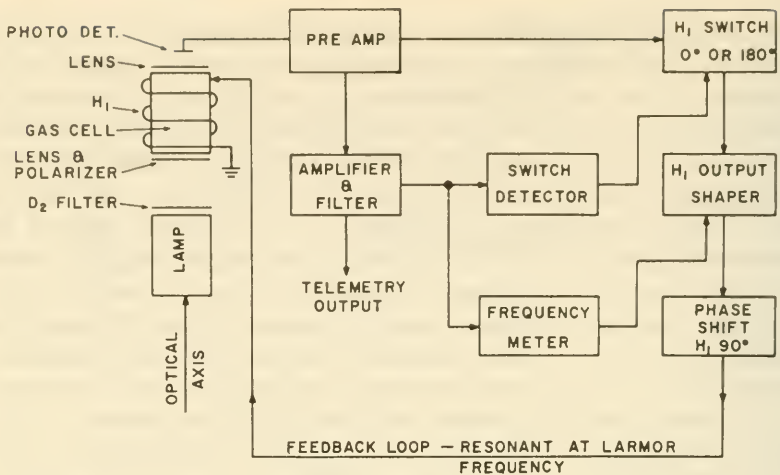 PHOTO DET.
LENS
H₁
GAS CELL
LENS &
POLARIZER
D₂ FILTER
LAMP
OPTICAL
AXIS
PRE AMP
H₁ SWITCH
0° OR 180°
AMPLIFIER
&
FILTER
SWITCH
DETECTOR
H₁ OUTPUT
SHAPER
TELEMETRY
OUTPUT
FREQUENCY
METER
PHASE
SHIFT
H₁ 90°
FEEDBACK LOOP — RESONANT AT LARMOR
FREQUENCY